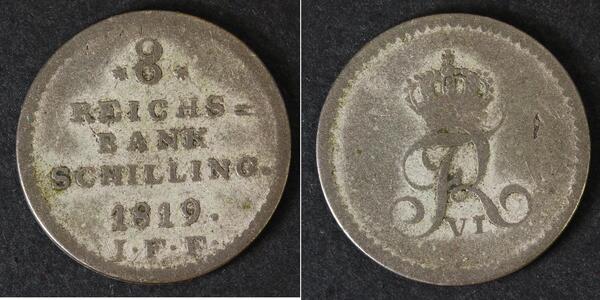 8
REICHS=
BANK
SCHILLING.
1819.
I.F.F.
FR
VI